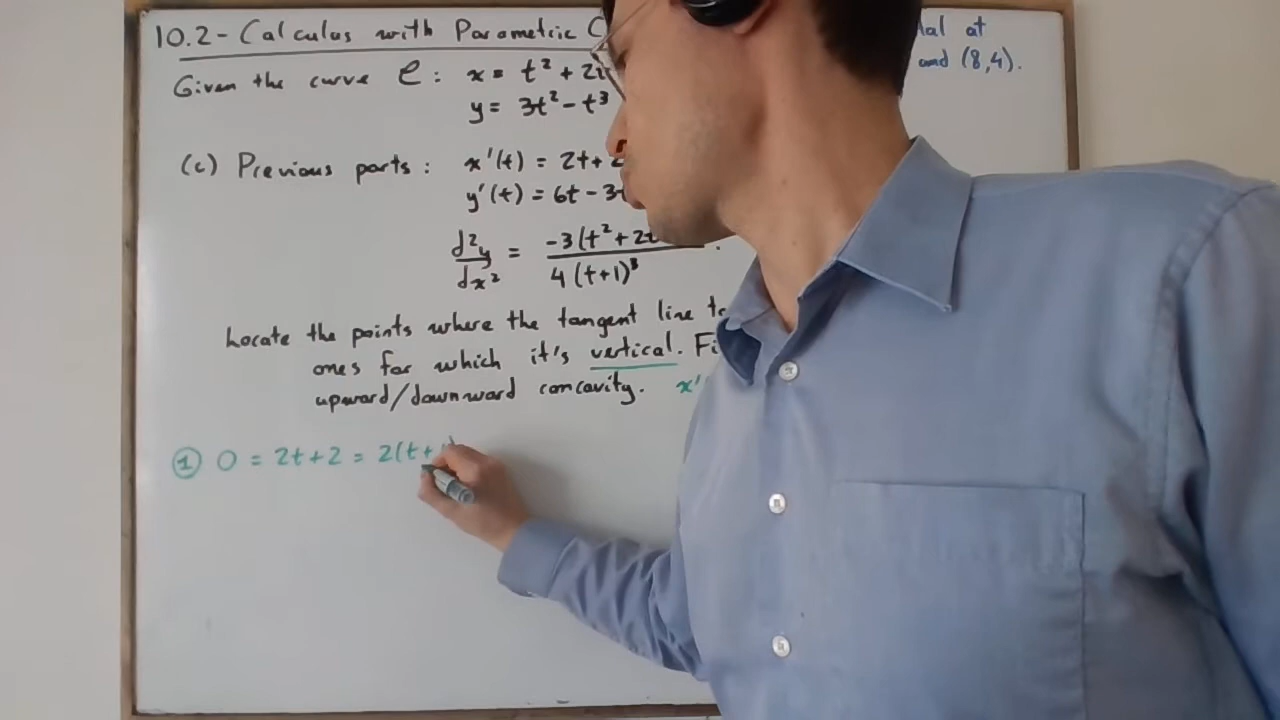 10.2 - Calculus with Parametric C
ial at
Given the curve C: x = t² + 2t
and (8,4).
y = 3t² - t³
(c) Previous parts: x'(t) = 2t + 2
y'(t) = 6t - 3t
d²y/dx² = -3(t² + 2t / 4(t+1)³ .
Locate the points where the tangent line to
ones for which it's vertical. Fi
upward/downward concavity. x'
① 0 = 2t + 2 = 2(t +